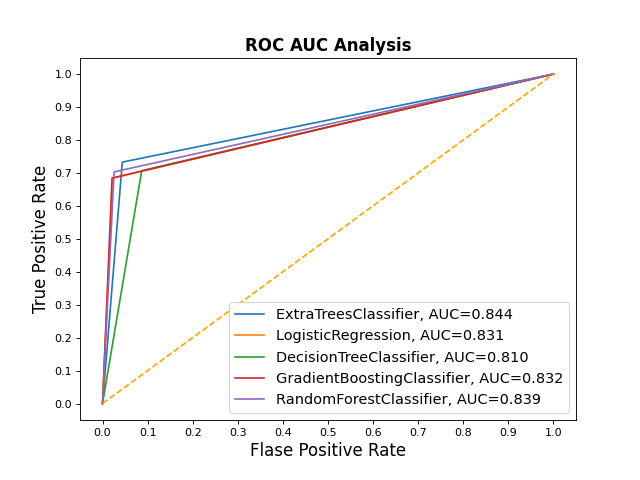 ROC AUC Analysis
True Positive Rate
1.0
0.9
0.8
0.7
0.6
0.5
0.4
0.3
0.2
0.1
0.0
ExtraTreesClassifier, AUC=0.844
LogisticRegression, AUC=0.831
DecisionTreeClassifier, AUC=0.810
GradientBoostingClassifier, AUC=0.832
RandomForestClassifier, AUC=0.839
0.0 0.1 0.2 0.3 0.4 0.5 0.6 0.7 0.8 0.9 1.0
Flase Positive Rate